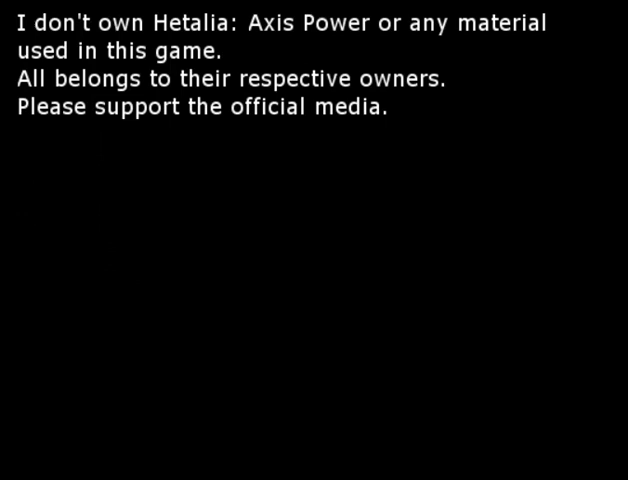 I don't own Hetalia: Axis Power or any material
used in this game.
All belongs to their respective owners.
Please support the official media.